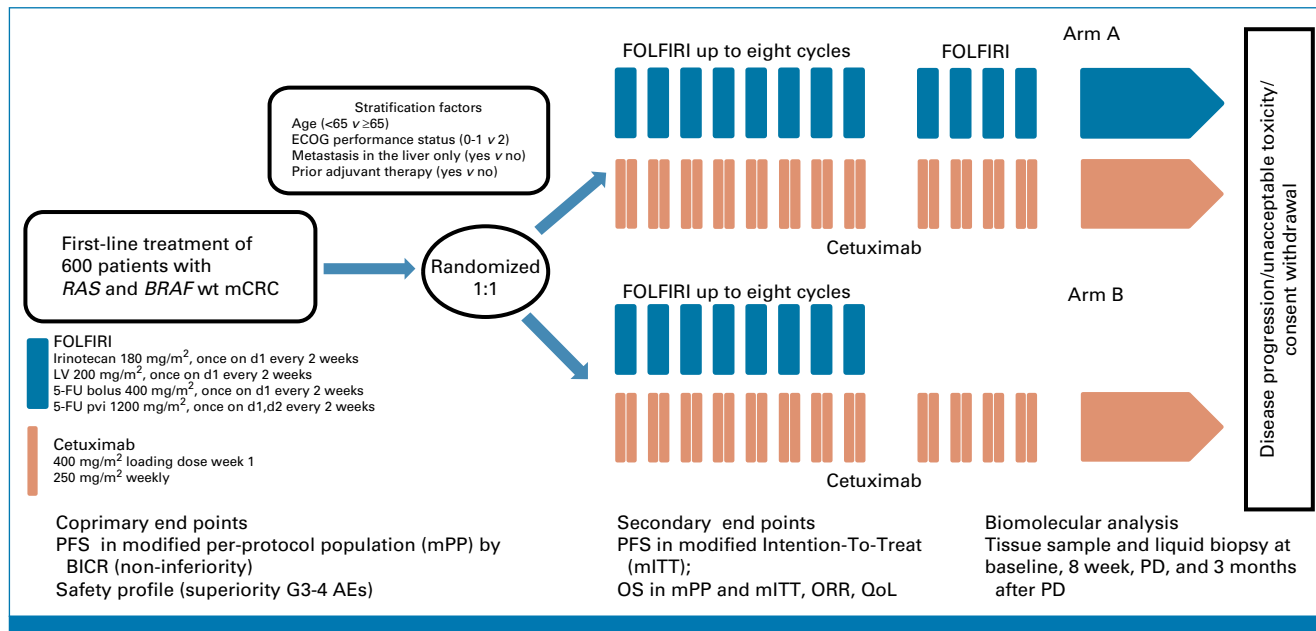 Arm A
FOLFIRI up to eight cycles
FOLFIRI
Stratification factors
Age (<65 v ≥65)
ECOG performance status (0-1 v 2)
Metastasis in the liver only (yes v no)
Prior adjuvant therapy (yes v no)
Cetuximab
First-line treatment of
600 patients with
RAS and BRAF wt mCRC
Randomized
1:1
FOLFIRI up to eight cycles
Arm B
Cetuximab
Disease progression/unacceptable toxicity/
consent withdrawal
FOLFIRI
Irinotecan 180 mg/m², once on d1 every 2 weeks
LV 200 mg/m², once on d1 every 2 weeks
5-FU bolus 400 mg/m², once on d1 every 2 weeks
5-FU pvi 1200 mg/m², once on d1,d2 every 2 weeks
Cetuximab
400 mg/m² loading dose week 1
250 mg/m² weekly
Coprimary end points
PFS in modified per-protocol population (mPP) by
BICR (non-inferiority)
Safety profile (superiority G3-4 AEs)
Secondary end points
PFS in modified Intention-To-Treat
(mITT);
OS in mPP and mITT, ORR, QoL
Biomolecular analysis
Tissue sample and liquid biopsy at
baseline, 8 week, PD, and 3 months
after PD